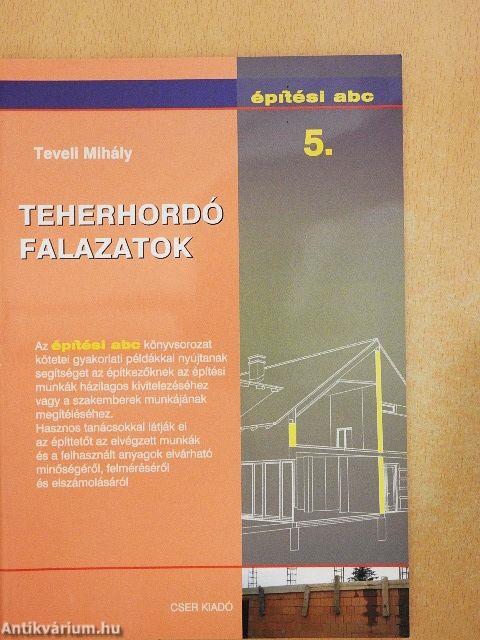 építési abc
5.
Teveli Mihály
TEHERHORDÓ
FALAZATOK
Az építési abc könyvsorozat
kötetei gyakorlati példákkal nyújtanak
segítséget az építkezőknek az építési
munkák házilagos kivitelezéséhez
vagy a szakemberek munkájának
megítéléséhez.
Hasznos tanácsokkal látják el
az építtetőt az elvégzett munkák
és a felhasznált anyagok elvárható
minőségéről, felméréséről
és elszámolásáról
CSER KIADÓ
Antikvárium.hu